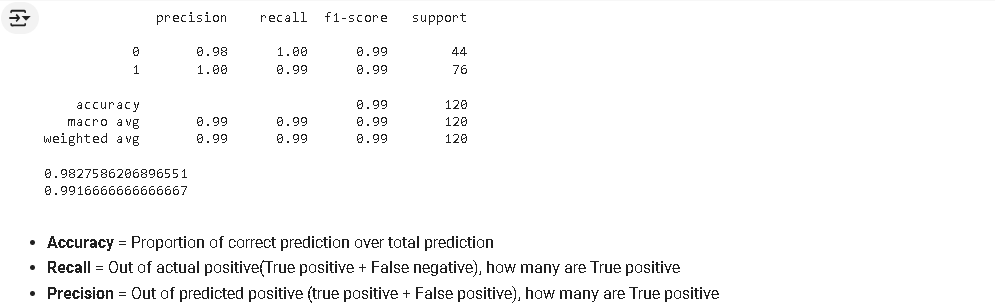 precision recall f1-score support
0 0.98 1.00 0.99 44
1 1.00 0.99 0.99 76
accuracy 0.99 120
macro avg 0.99 0.99 0.99 120
weighted avg 0.99 0.99 0.99 120
0.9827586206896551
0.9916666666666667
• Accuracy = Proportion of correct prediction over total prediction
• Recall = Out of actual positive(True positive + False negative), how many are True positive
• Precision = Out of predicted positive (true positive + False positive), how many are True positive